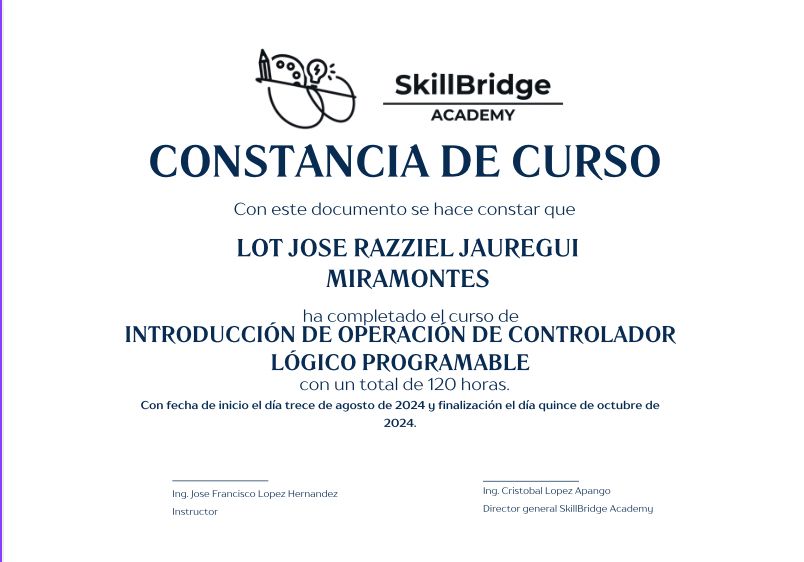 SkillBridge
ACADEMY
CONSTANCIA DE CURSO
Con este documento se hace constar que
LOT JOSE RAZZIEL JAUREGUI
MIRAMONTES
ha completado el curso de
INTRODUCCIÓN DE OPERACIÓN DE CONTROLADOR
LÓGICO PROGRAMABLE
con un total de 120 horas.
Con fecha de inicio el día trece de agosto de 2024 y finalización el día quince de octubre de
2024.
Ing. Jose Francisco Lopez Hernandez
Instructor
Ing. Cristobal Lopez Apango
Director general SkillBridge Academy